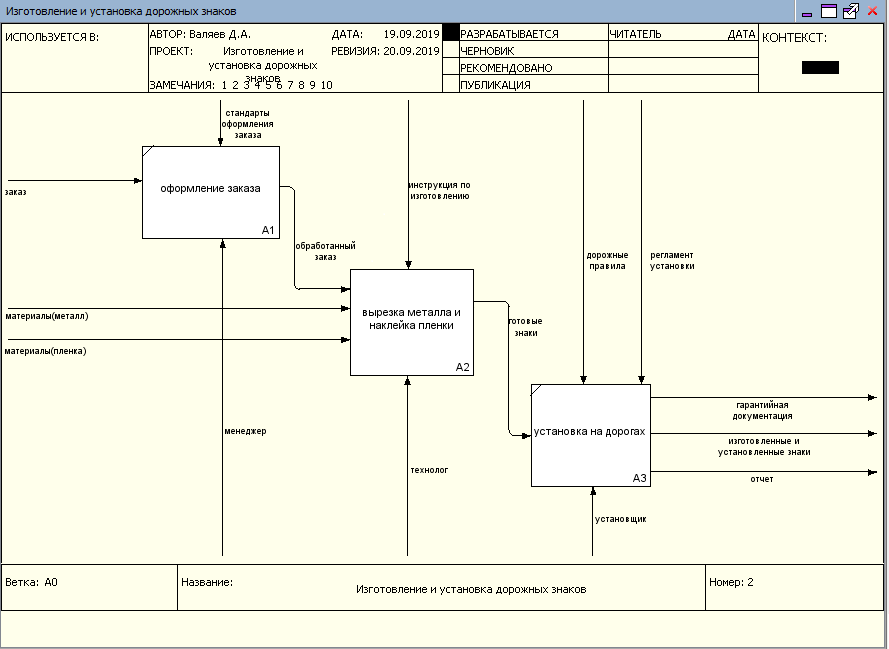 Изготовление и установка дорожных знаков
ИСПОЛЬЗУЕТСЯ В:
АВТОР: Валяев Д.А.
ДАТА: 19.09.2019
ПРОЕКТ: Изготовление и
установка дорожных
знаков
РЕВИЗИЯ: 20.09.2019
ЗАМЕЧАНИЯ: 1 2 3 4 5 6 7 8 9 10
РАЗРАБАТЫВАЕТСЯ
ЧЕРНОВИК
РЕКОМЕНДОВАНО
ПУБЛИКАЦИЯ
ЧИТАТЕЛЬ ДАТА
КОНТЕКСТ:
стандарты
оформления
заказа
заказ
оформление заказа
A1
инструкция по
изготовлению
обработанный
заказ
дорожные
правила
регламент
установки
материалы(металл)
вырезка металла и
наклейка пленки
A2
материалы(пленка)
готовые
знаки
менеджер
технолог
установка на дорогах
A3
гарантийная
документация
изготовленные и
установленные знаки
отчет
установщик
Ветка: A0
Название:
Изготовление и установка дорожных знаков
Номер: 2